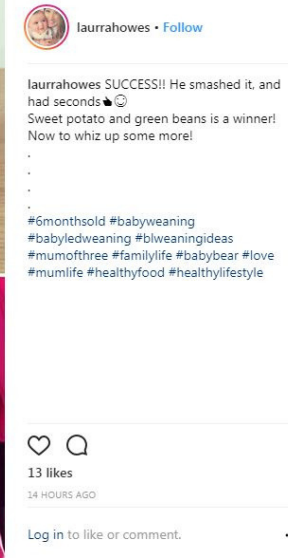 laurrahowes • Follow
laurrahowes SUCCESS!! He smashed it, and
had seconds👍🏿☺
Sweet potato and green beans is a winner!
Now to whiz up some more!
.
.
.
.
#6monthsold #babyweaning
#babyledweaning #blweaningideas
#mumofthree #familylife #babybear #love
#mumlife #healthyfood #healthylifestyle
13 likes
14 HOURS AGO
Log in to like or comment.